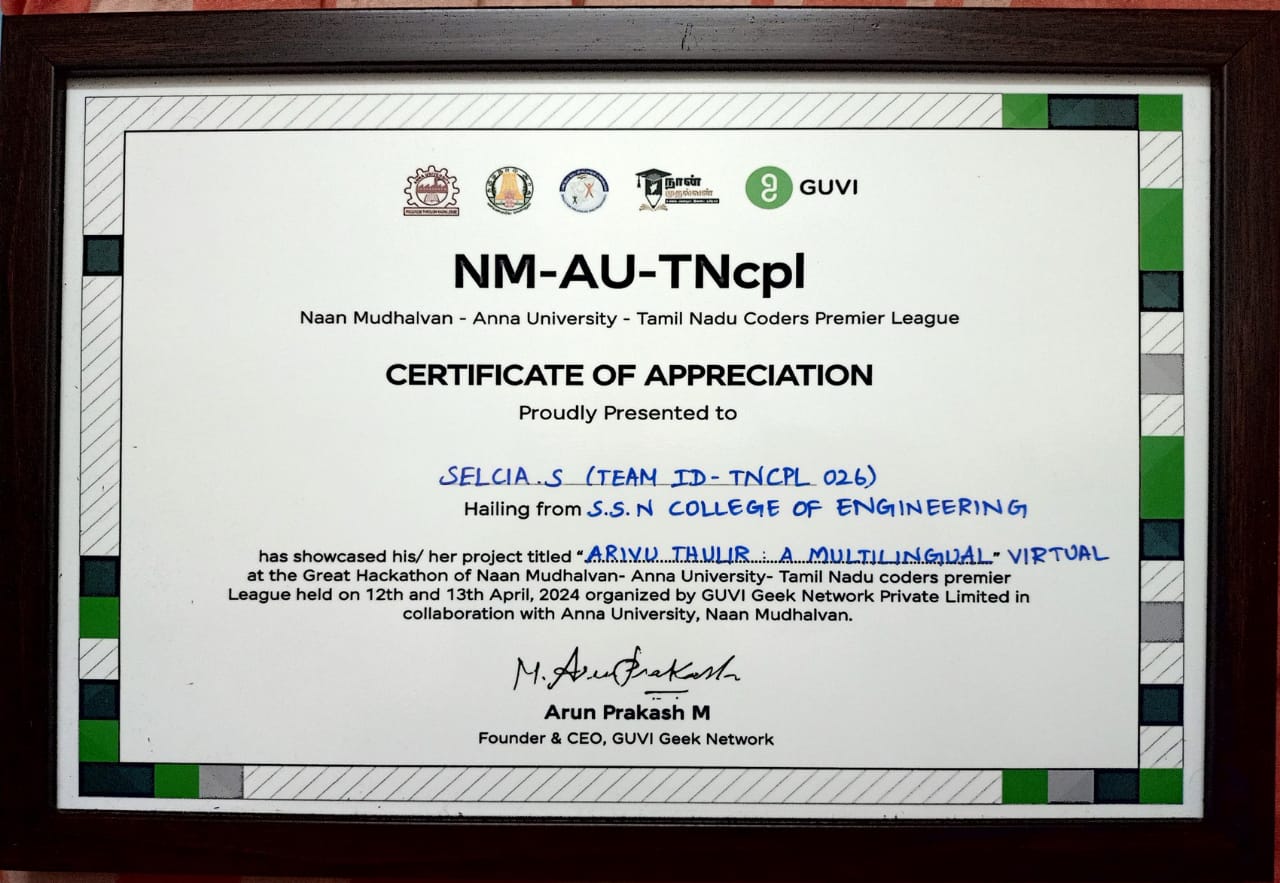 நான்
முதல்வன்
GUVI
NM-AU-TNcpl
Naan Mudhalvan - Anna University - Tamil Nadu Coders Premier League
CERTIFICATE OF APPRECIATION
Proudly Presented to
SELCIA.S (TEAM ID- TNCPL 026)
Hailing from S.S.N COLLEGE OF ENGINEERING
has showcased his/ her project titled "ARIVU THULIR : A MULTILINGUAL" VIRTUAL
at the Great Hackathon of Naan Mudhalvan- Anna University- Tamil Nadu coders premier
League held on 12th and 13th April, 2024 organized by GUVI Geek Network Private Limited in
collaboration with Anna University, Naan Mudhalvan.
M. Arun Prakash
Arun Prakash M
Founder & CEO, GUVI Geek Network